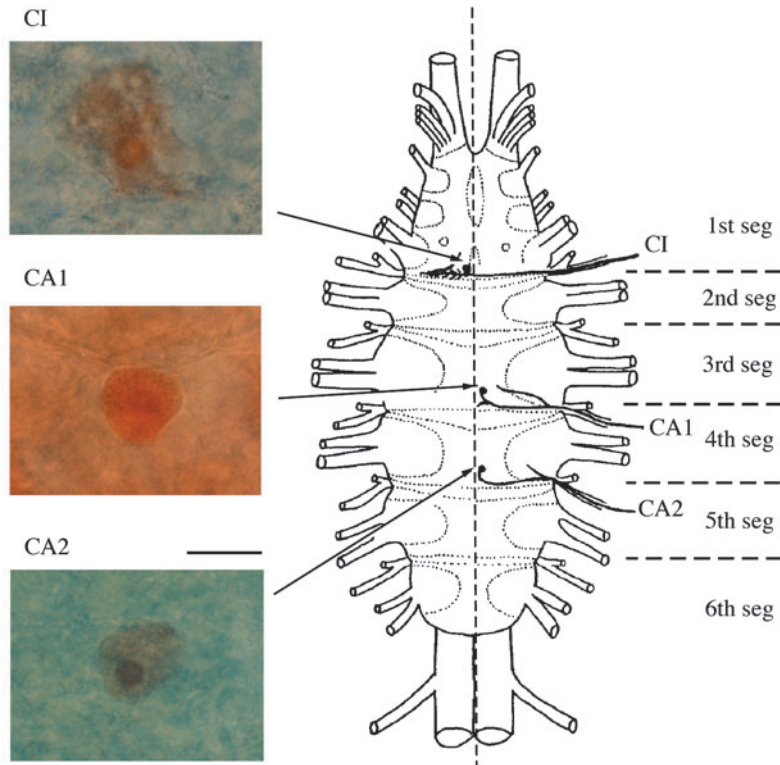 CI
CA1
CA2
1st seg
CI
2nd seg
3rd seg
CA1
4th seg
CA2
5th seg
6th seg